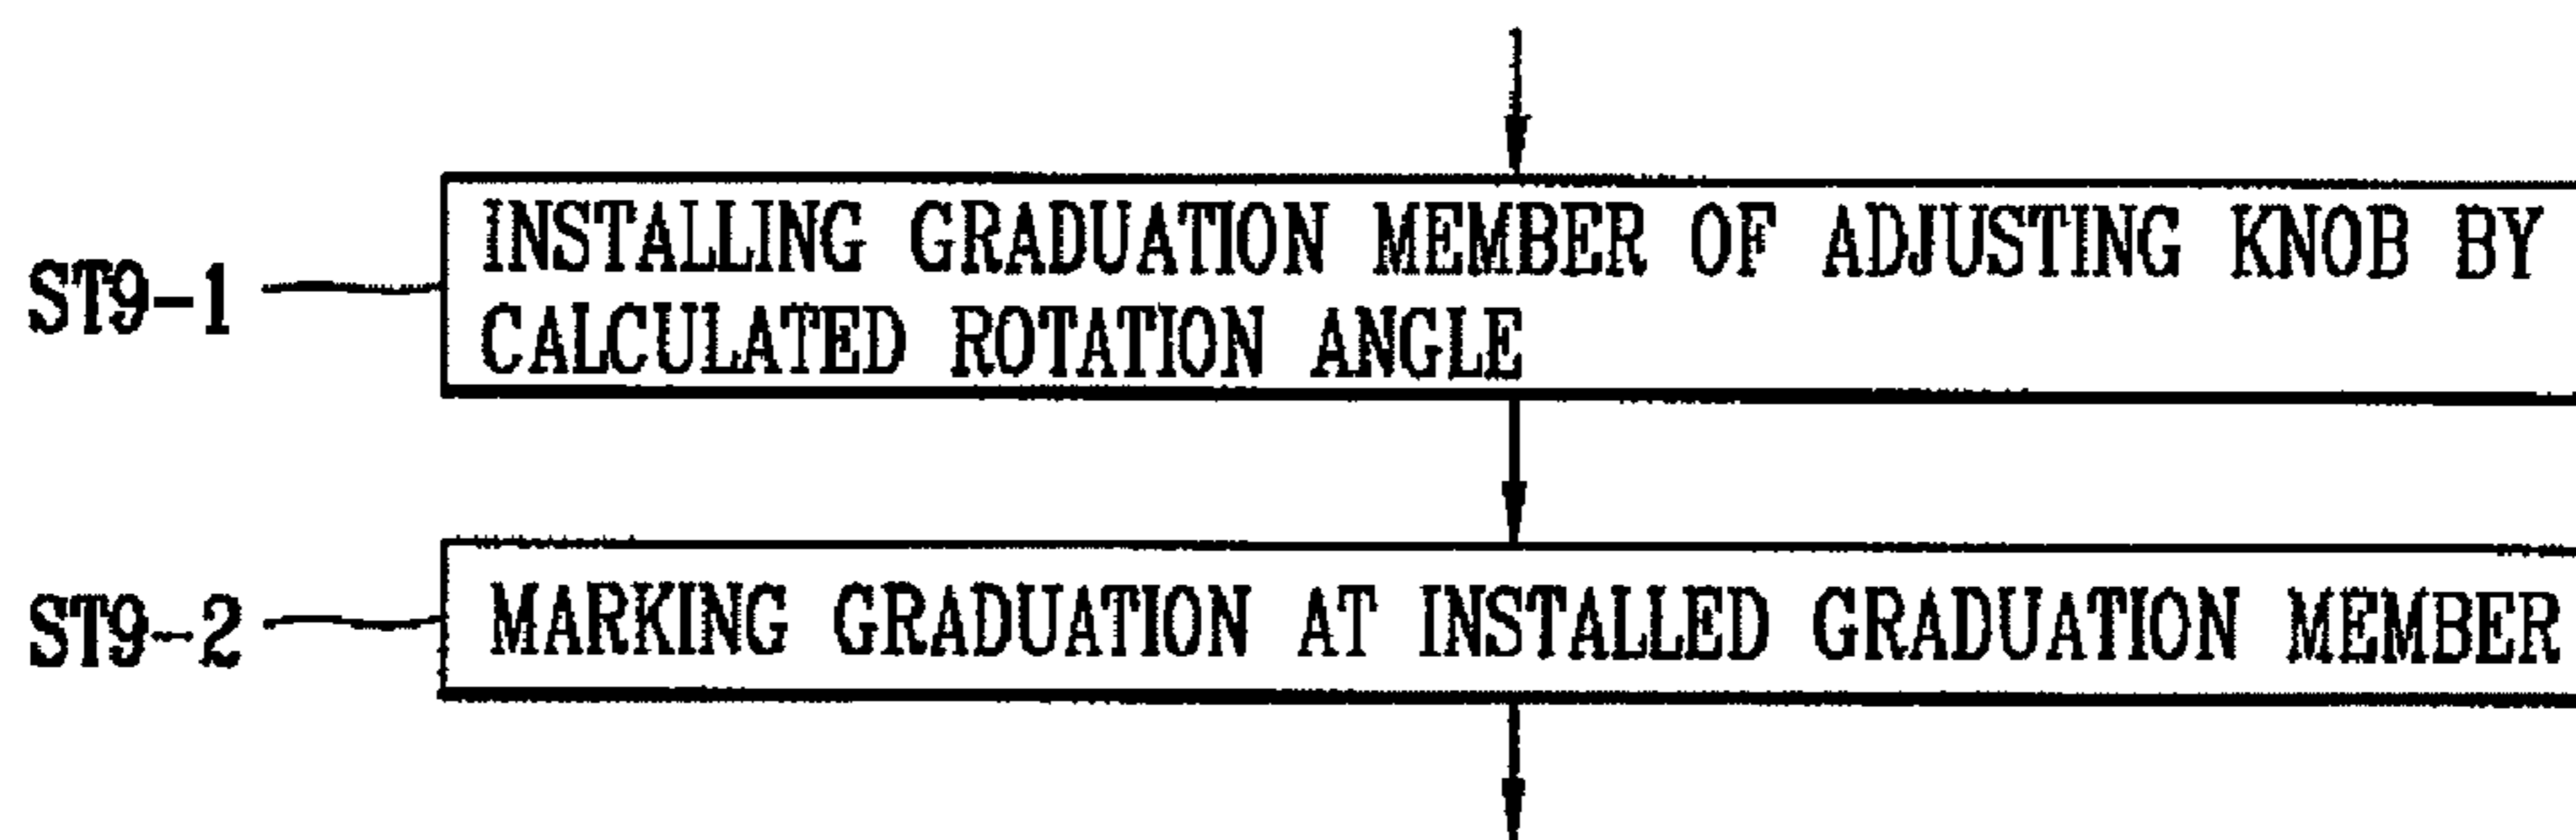 ST9-1
INSTALLING GRADUATION MEMBER OF ADJUSTING KNOB BY
CALCULATED ROTATION ANGLE
ST9-2
MARKING GRADUATION AT INSTALLED GRADUATION MEMBER